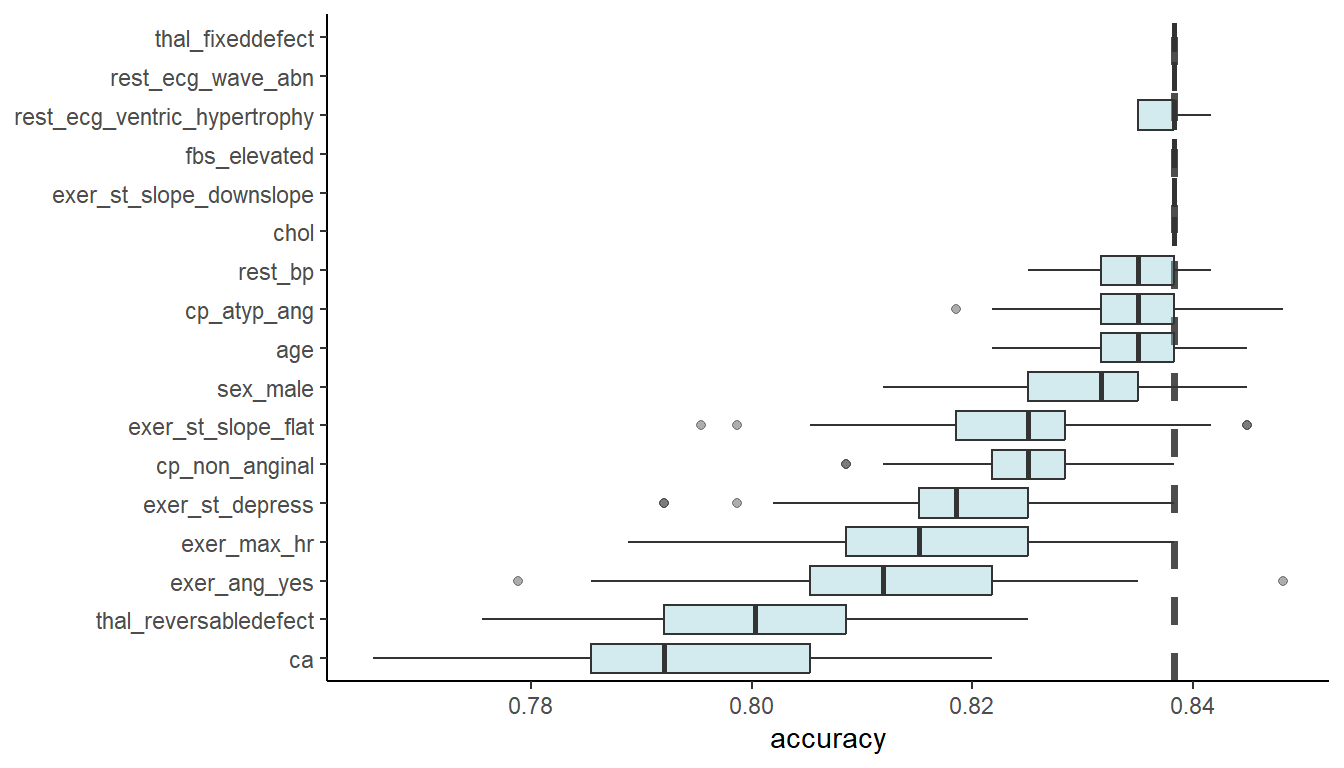 thal_fixeddefect
rest_ecg_wave_abn
rest_ecg_ventric_hypertrophy
fbs_elevated
exer_st_slope_downslope
chol
rest_bp
cp_atyp_ang
age
sex_male
exer_st_slope_flat
cp_non_anginal
exer_st_depress
exer_max_hr
exer_ang_yes
thal_reversabledefect
ca
0.78 0.80 0.82 0.84
accuracy